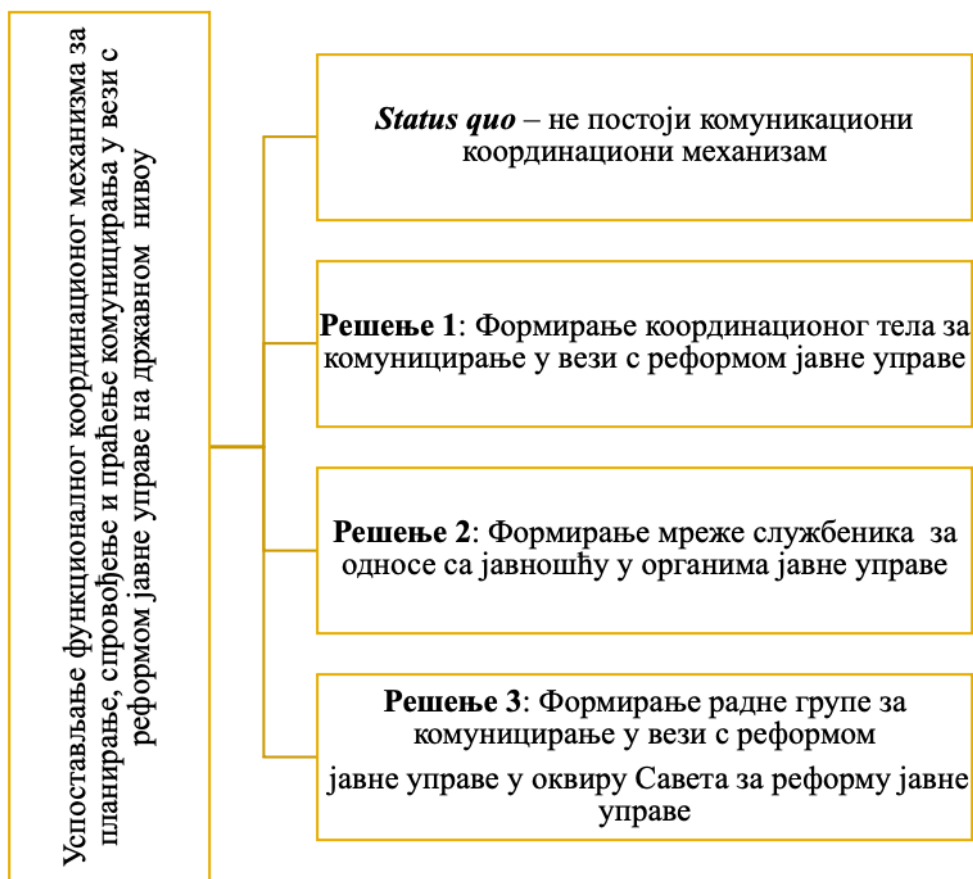 Успостављање функционалног координационог механизма за
планирање, спровођење и праћење комуницирања у вези с
реформом јавне управе на државном нивоу
Status quo – не постоји комуникациони
координациони механизам
Решење 1: Формирање координационог тела за
комуницирање у вези с реформом јавне управе
Решење 2: Формирање мреже службеника за
односе са јавношћу у органима јавне управе
Решење 3: Формирање радне групе за
комуницирање у вези с реформом
јавне управе у оквиру Савета за реформу јавне
управе